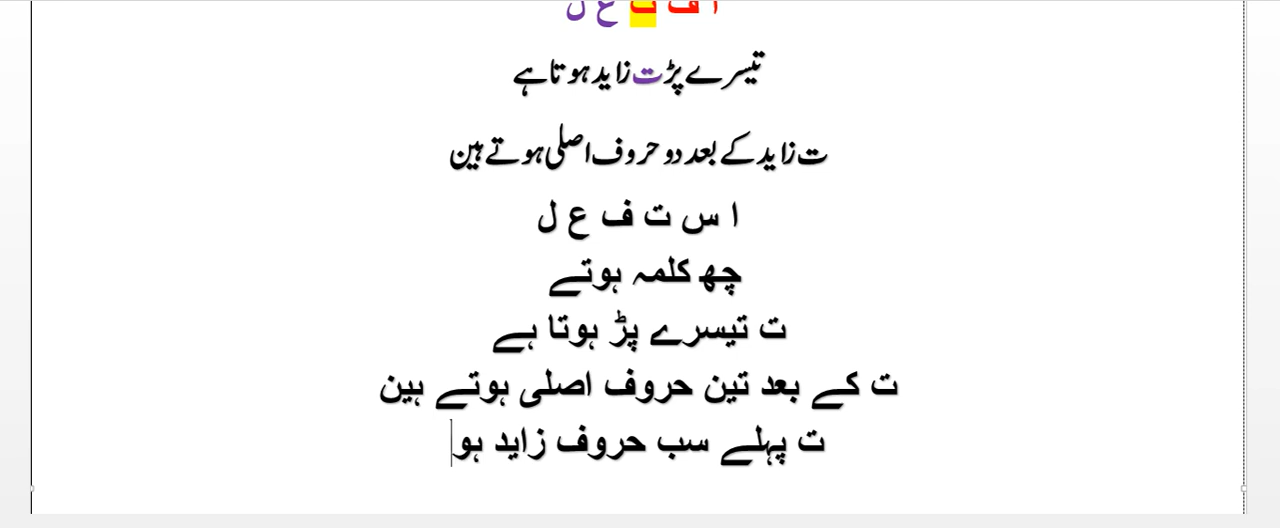 ا ف ت ع ل
تیسرے پڑ ت زاید ہوتا ہے
ت زاید کے بعد دو حروف اصلی ہوتے ہین
ا س ت ف ع ل
چھ کلمہ ہوتے
ت تیسرے پڑ ہوتا ہے
ت کے بعد تین حروف اصلی ہوتے ہین
ت پہلے سب حروف زاید ہو